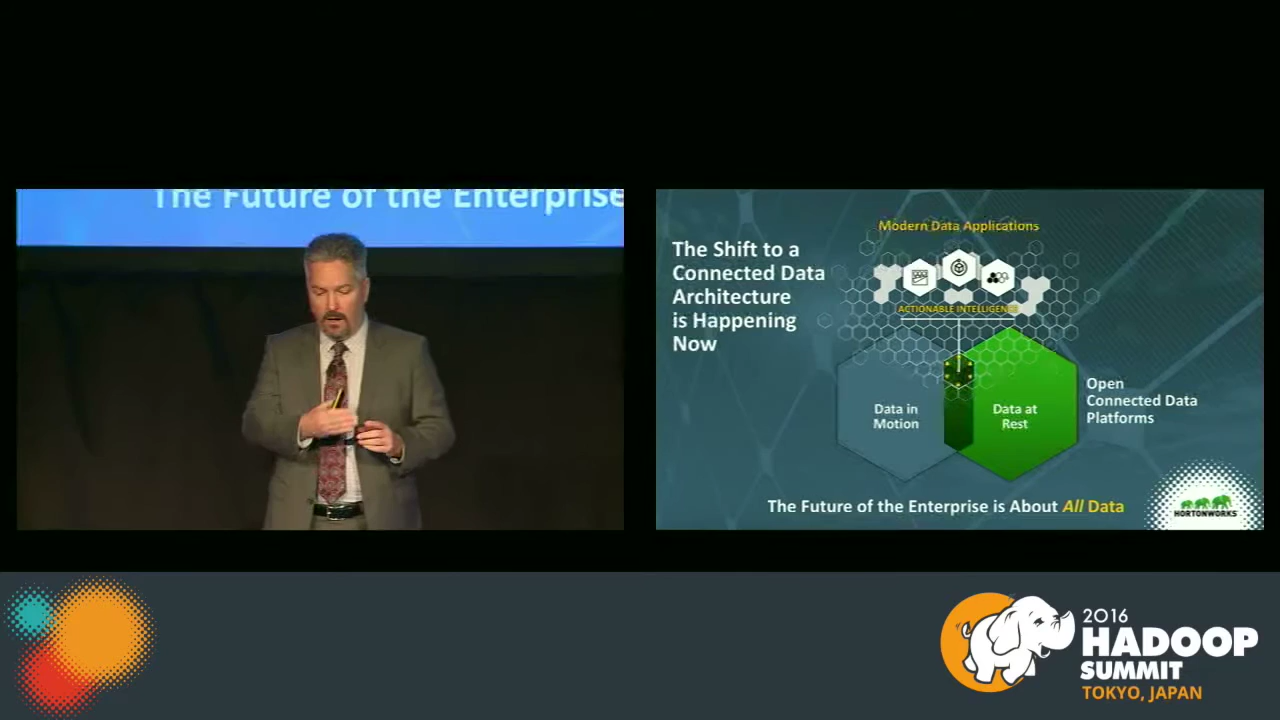 The Future of the Enterprise
Modern Data Applications
The Shift to a
Connected Data
Architecture
is Happening
Now
ACTIONABLE INTELLIGENCE
Data in
Motion
Data at
Rest
Open
Connected Data
Platforms
The Future of the Enterprise is About All Data
HORTONWORKS
2016
HADOOP
SUMMIT
TOKYO, JAPAN